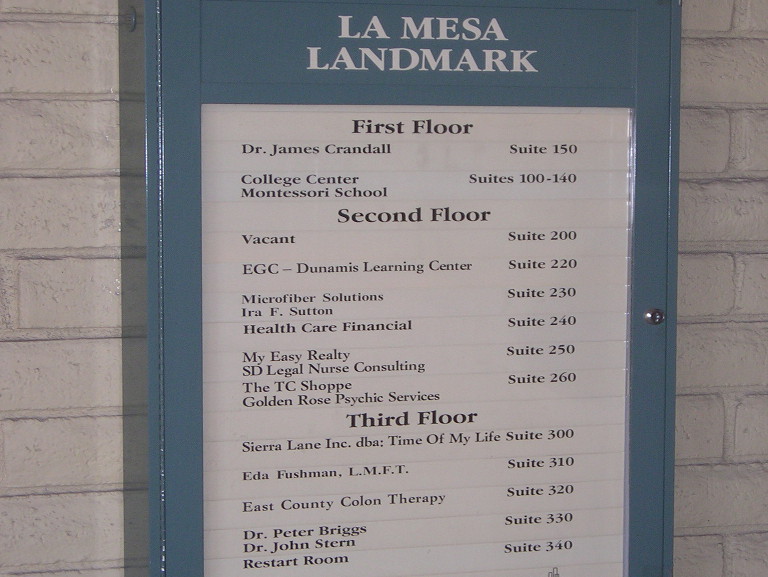 LA MESA
LANDMARK
First Floor
Dr. James Crandall Suite 150
College Center Suites 100-140
Montessori School
Second Floor
Vacant Suite 200
EGC – Dunamis Learning Center Suite 220
Microfiber Solutions Suite 230
Ira F. Sutton
Health Care Financial Suite 240
My Easy Realty Suite 250
SD Legal Nurse Consulting
The TC Shoppe Suite 260
Golden Rose Psychic Services
Third Floor
Sierra Lane Inc. dba: Time Of My Life Suite 300
Eda Fushman, L.M.F.T. Suite 310
East County Colon Therapy Suite 320
Dr. Peter Briggs Suite 330
Dr. John Stern
Restart Room Suite 340